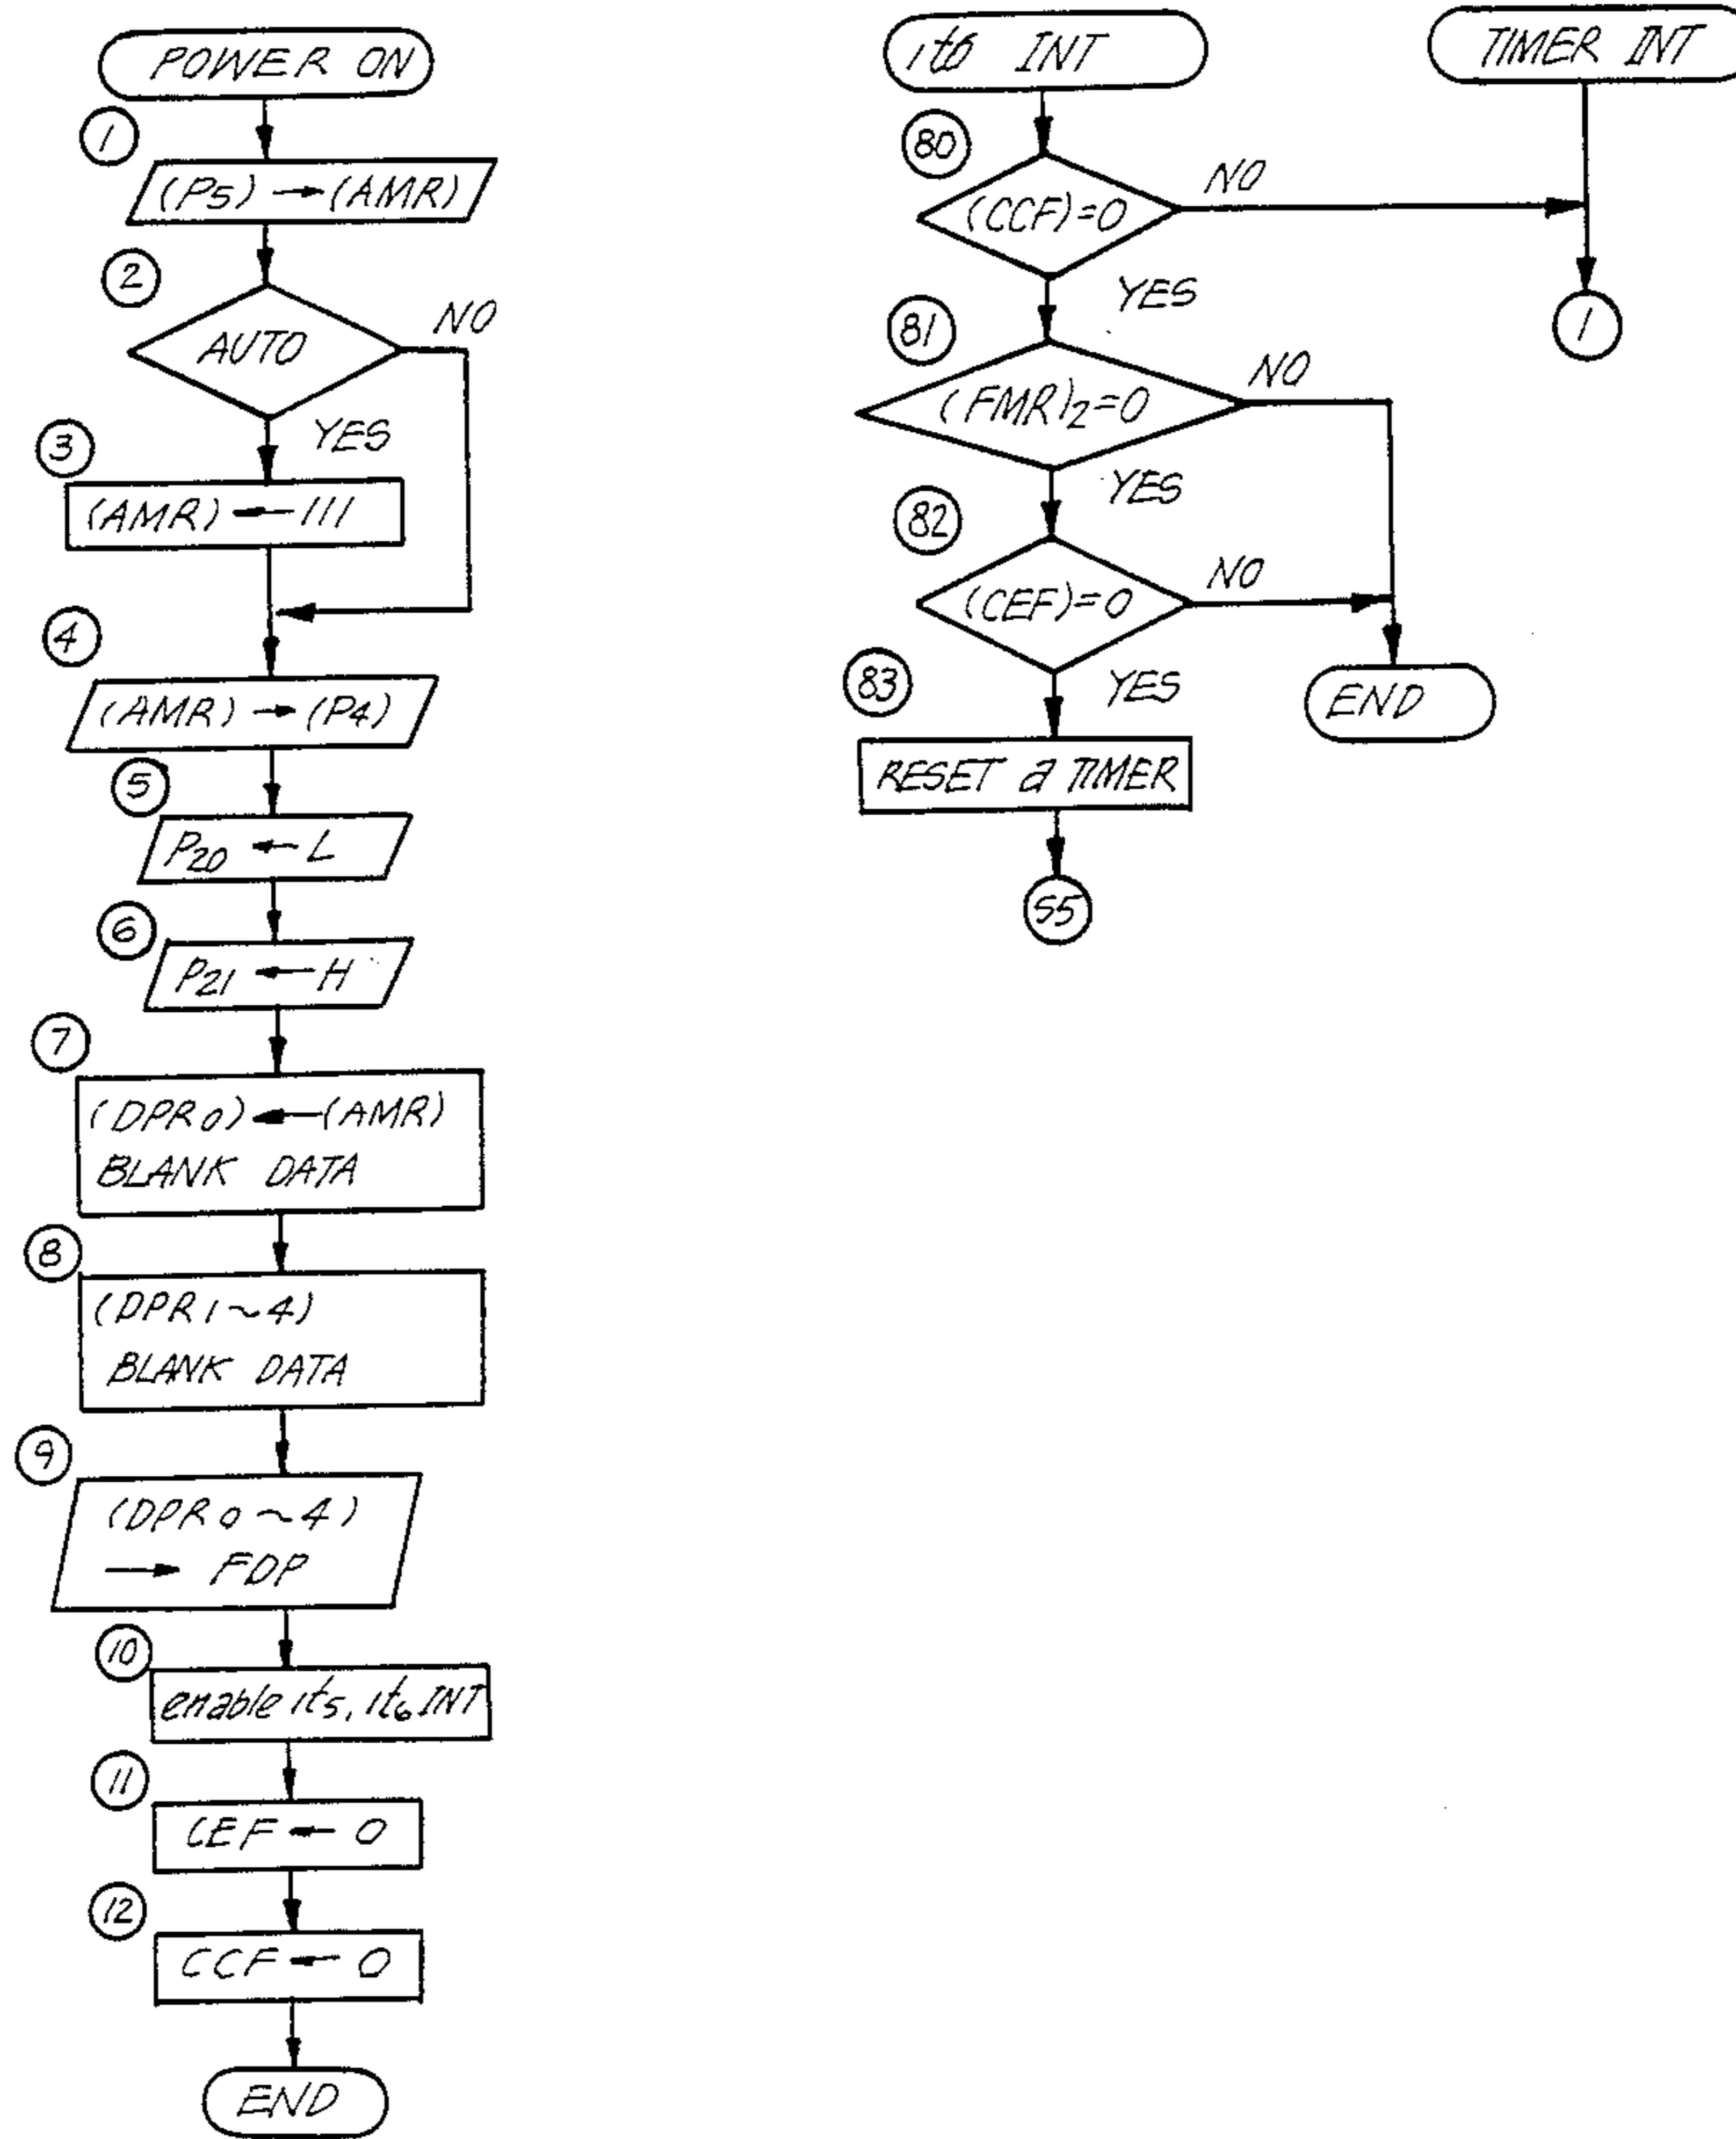 POWER ON
1
(P5) → (AMR)
2
AUTO
NO
YES
3
(AMR) ← 111
4
(AMR) → (P4)
5
P20 ← L
6
P21 ← H
7
(DPR0) ← (AMR)
BLANK DATA
8
(DPR1~4)
BLANK DATA
9
(DPR0~4)
→ FDP
10
enable it5, it6 INT
11
CEF ← 0
12
CCF ← 0
END
it6 INT
80
(CCF)=0
NO
YES
81
(FMR)2=0
NO
YES
82
(CEF)=0
NO
YES
83
RESET a TIMER
55
END
TIMER INT
1